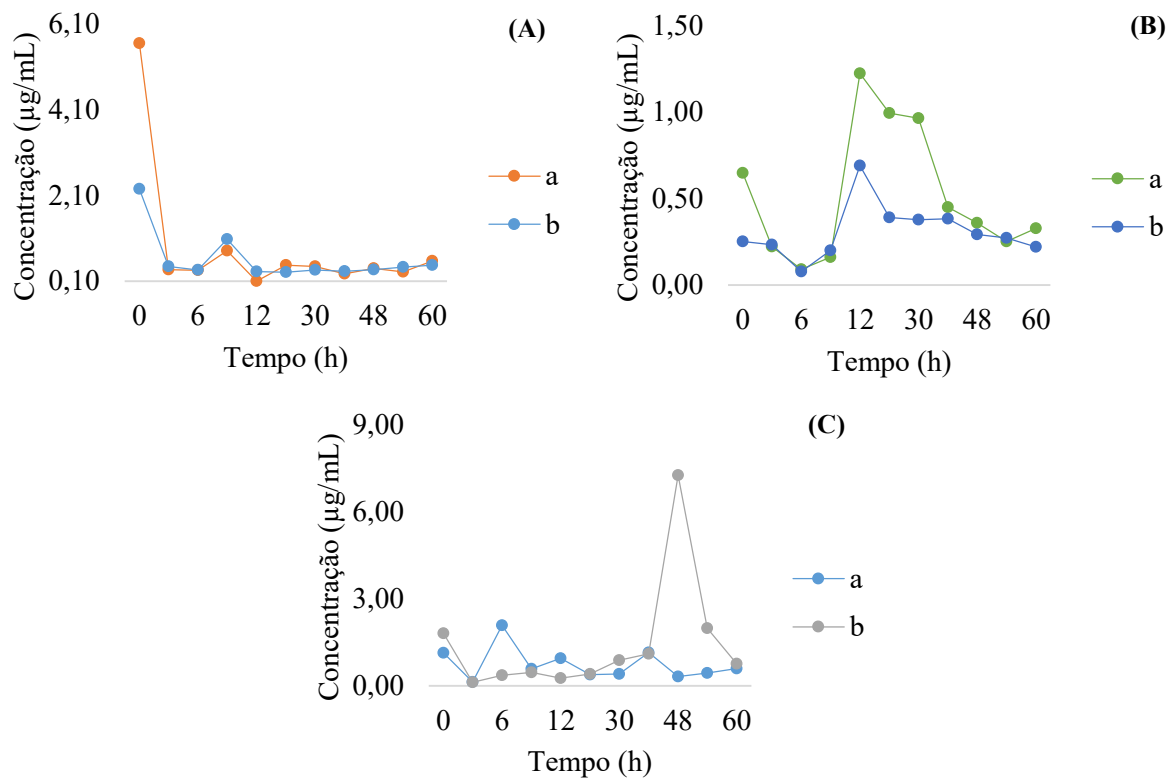 (A)
Concentração (µg/mL)
6,10
4,10
2,10
0,10
0 6 12 30 48 60
Tempo (h)
a
b
(B)
Concentração (µg/mL)
1,50
1,00
0,50
0,00
0 6 12 30 48 60
Tempo (h)
a
b
(C)
Concentração (µg/mL)
9,00
6,00
3,00
0,00
0 6 12 30 48 60
Tempo (h)
a
b